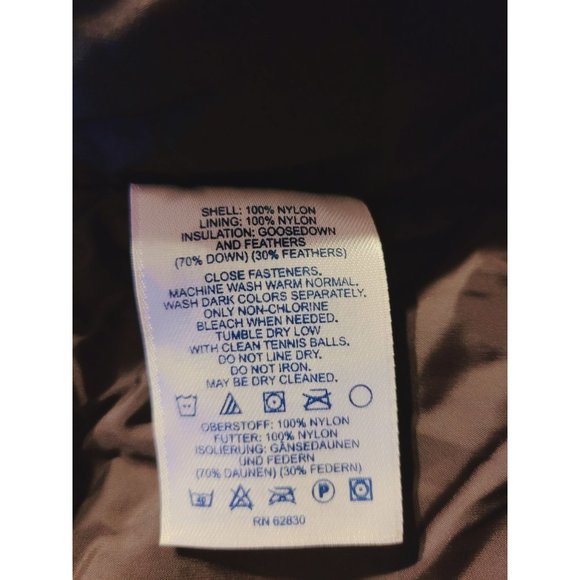 SHELL: 100% NYLON
LINING: 100% NYLON
INSULATION: GOOSEDOWN
AND FEATHERS
(70% DOWN) (30% FEATHERS)
CLOSE FASTENERS.
MACHINE WASH WARM NORMAL.
WASH DARK COLORS SEPARATELY.
ONLY NON-CHLORINE
BLEACH WHEN NEEDED.
TUMBLE DRY LOW
WITH CLEAN TENNIS BALLS.
DO NOT LINE DRY.
DO NOT IRON.
MAY BE DRY CLEANED.
OBERSTOFF: 100% NYLON
FUTTER: 100% NYLON
ISOLIERUNG: GÄNSEDAUNEN
UND FEDERN
(70% DAUNEN) (30% FEDERN)
40 P
RN 62830